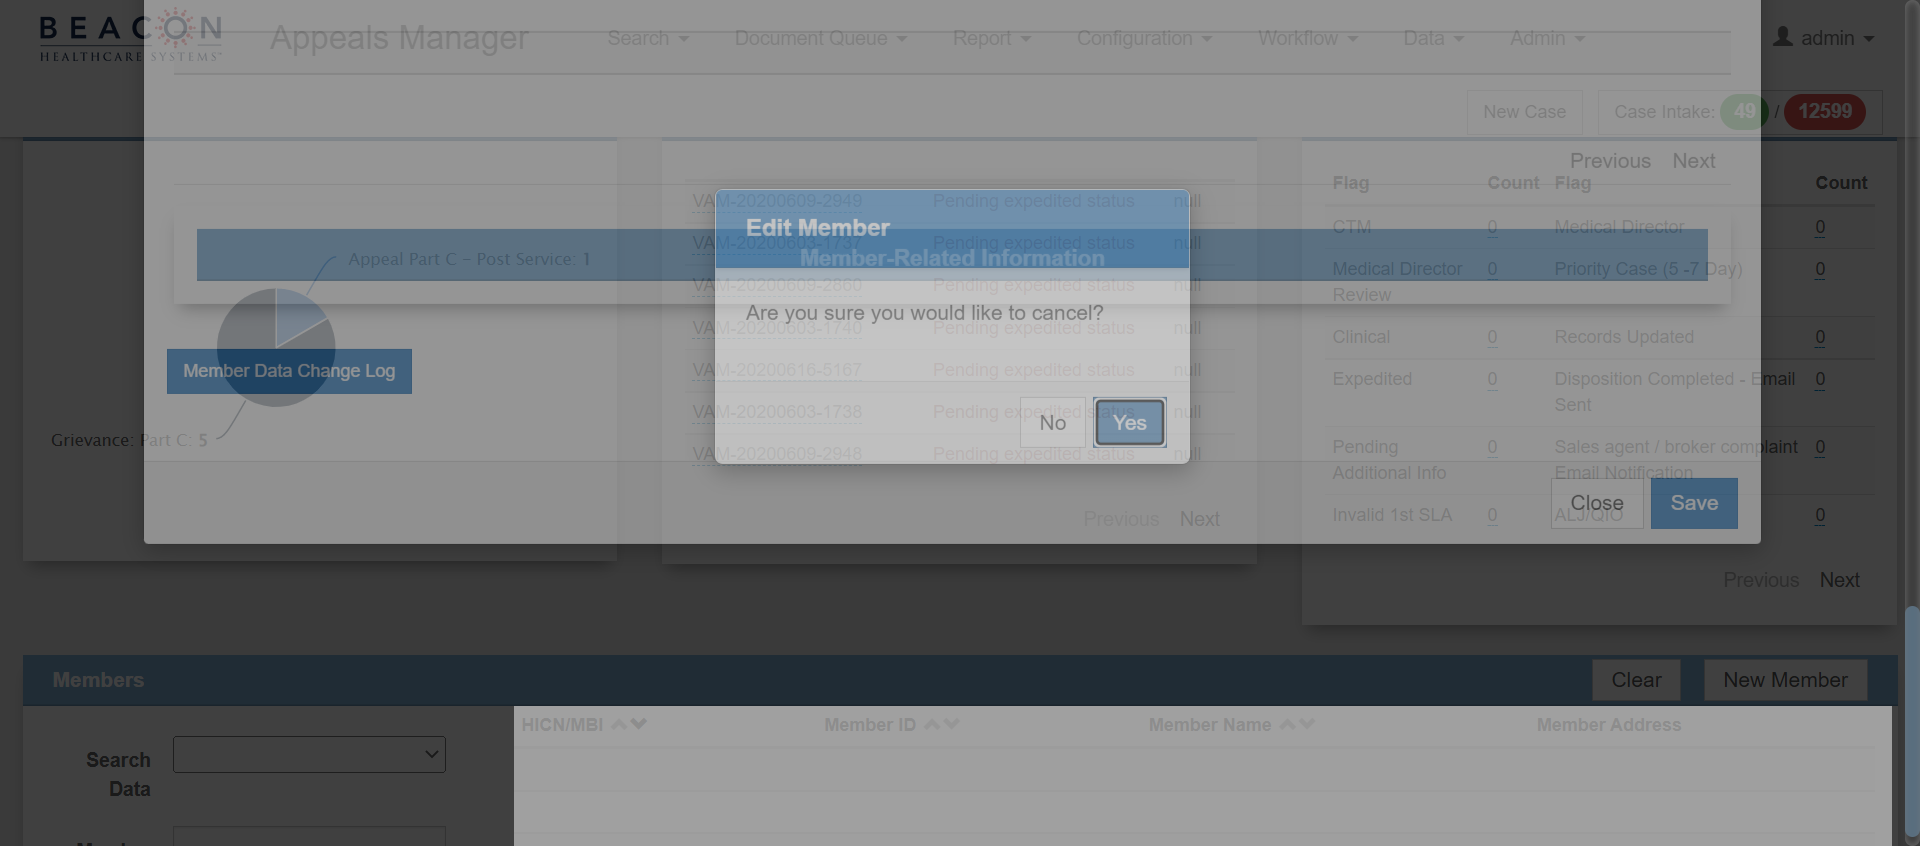 BEACON
HEALTHCARE SYSTEMS
Appeals Manager
Search
Document Queue
Report
Configuration
Workflow
Data
Admin
admin
New Case
Case Intake: 49 / 12599
Previous Next
Flag Count Flag Count
CTM 0 Medical Director 0
Medical Director Review 0 Priority Case (5 -7 Day) 0
Clinical 0 Records Updated 0
Expedited 0 Disposition Completed - Email Sent 0
Pending Additional Info 0 Sales agent / broker complaint Email Notification 0
Invalid 1st SLA 0 ALJ/QIO 0
Previous Next
VAM-20200609-2949 Pending expedited status null
VAM-20200603-1737 Pending expedited status null
VAM-20200609-2860 Pending expedited status null
VAM-20200603-1740 Pending expedited status null
VAM-20200616-5167 Pending expedited status null
VAM-20200603-1738 Pending expedited status null
VAM-20200609-2948 Pending expedited status null
Previous Next
Edit Member
Member-Related Information
Are you sure you would like to cancel?
No
Yes
Appeal Part C - Post Service: 1
Member Data Change Log
Grievance: Part C: 5
Close
Save
Members
Clear
New Member
Search
Data
HICN/MBI
Member ID
Member Name
Member Address